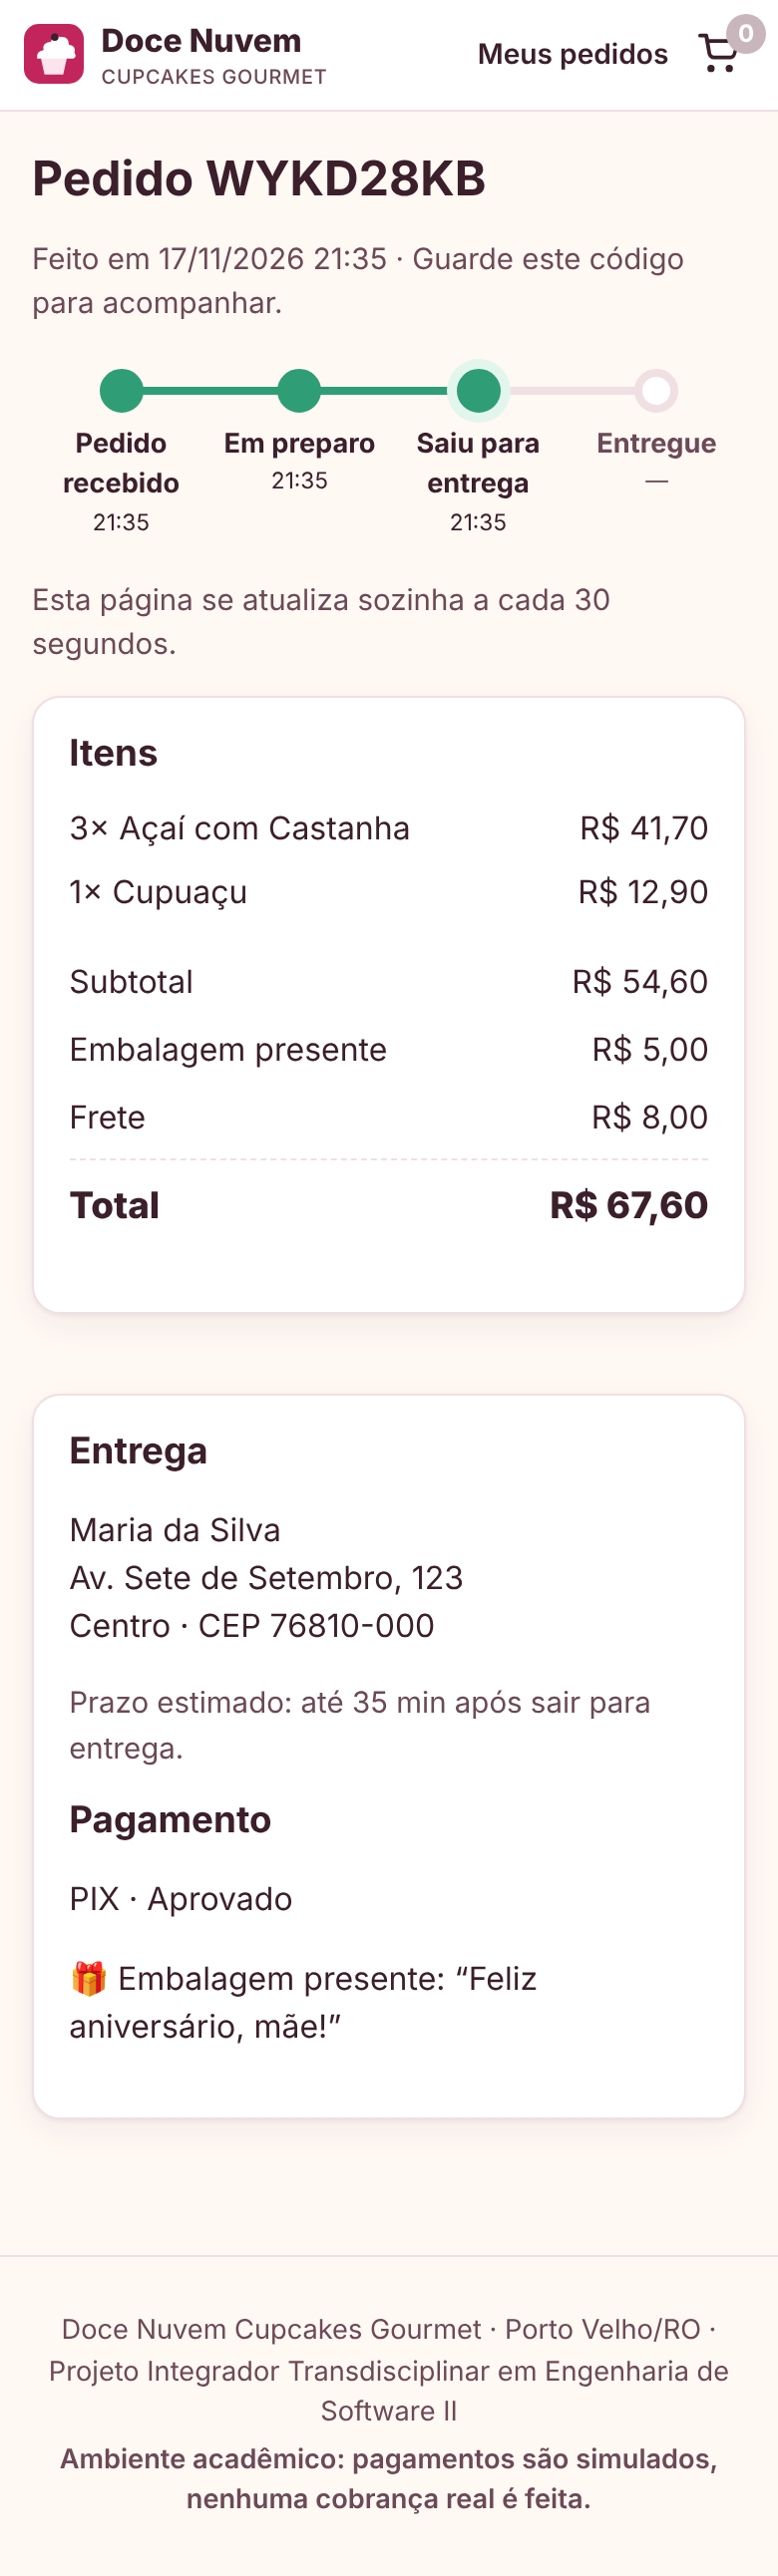 Doce Nuvem
CUPCAKES GOURMET
Meus pedidos
0
Pedido WYKD28KB
Feito em 17/11/2026 21:35 · Guarde este código
para acompanhar.
Pedido
recebido
21:35
Em preparo
21:35
Saiu para
entrega
21:35
Entregue
—
Esta página se atualiza sozinha a cada 30
segundos.
Itens
3× Açaí com Castanha R$ 41,70
1× Cupuaçu R$ 12,90
Subtotal R$ 54,60
Embalagem presente R$ 5,00
Frete R$ 8,00
Total R$ 67,60
Entrega
Maria da Silva
Av. Sete de Setembro, 123
Centro · CEP 76810-000
Prazo estimado: até 35 min após sair para
entrega.
Pagamento
PIX · Aprovado
🎁 Embalagem presente: “Feliz
aniversário, mãe!”
Doce Nuvem Cupcakes Gourmet · Porto Velho/RO ·
Projeto Integrador Transdisciplinar em Engenharia de
Software II
Ambiente acadêmico: pagamentos são simulados,
nenhuma cobrança real é feita.